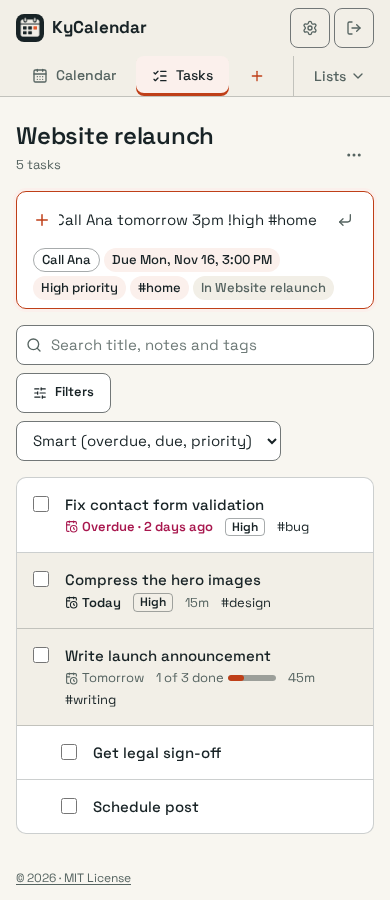 KyCalendar
Calendar
Tasks
+
Lists
Website relaunch
5 tasks
...
+ Call Ana tomorrow 3pm !high #home
Call Ana
Due Mon, Nov 16, 3:00 PM
High priority
#home
In Website relaunch
Search title, notes and tags
Filters
Smart (overdue, due, priority)
Fix contact form validation
Overdue · 2 days ago High #bug
Compress the hero images
Today High 15m #design
Write launch announcement
Tomorrow 1 of 3 done 45m
#writing
Get legal sign-off
Schedule post
© 2026 · MIT License